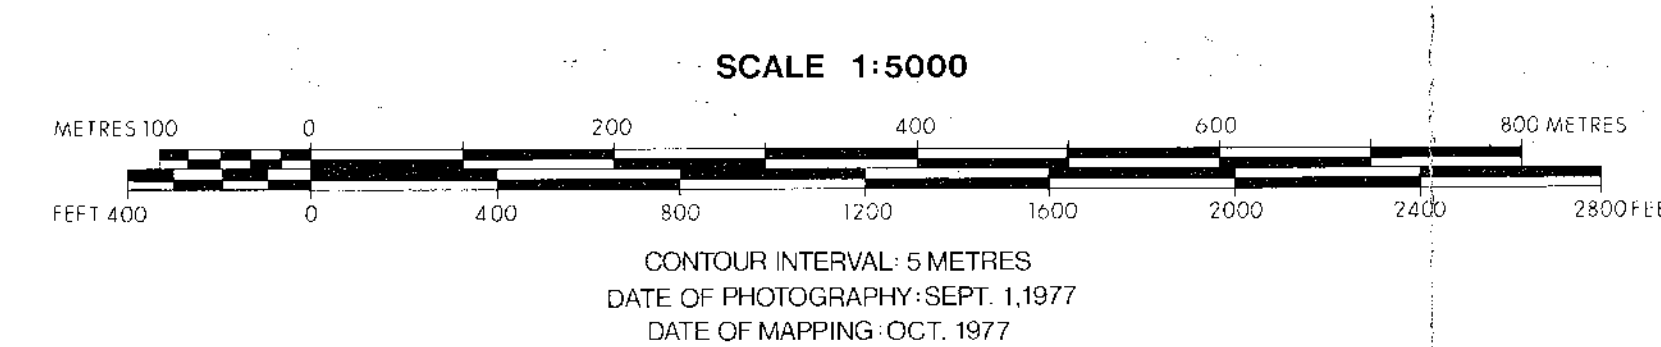 SCALE 1:5000
METRES 100 0 200 400 600 800 METRES
FEET 400 0 400 800 1200 1600 2000 2400 2800 FEE
CONTOUR INTERVAL: 5 METRES
DATE OF PHOTOGRAPHY: SEPT. 1,1977
DATE OF MAPPING: OCT. 1977